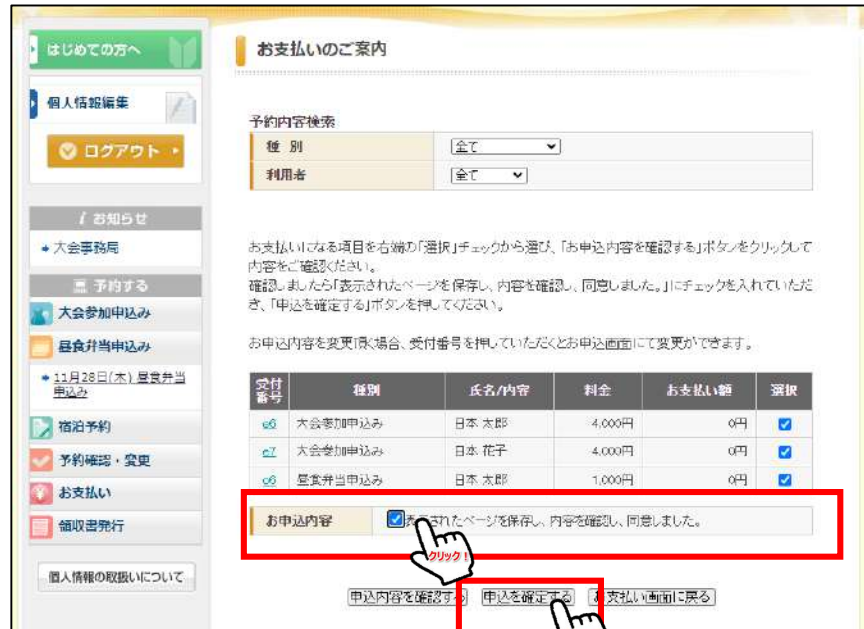 はじめての方へ
個人情報編集
ログアウト
お知らせ
大会事務局
予約する
大会参加申込み
昼食弁当申込み
11月28日(木) 昼食弁当
申込み
宿泊予約
予約確認・変更
お支払い
領収書発行
個人情報の取扱いについて
お支払いのご案内
予約内容検索
種 別 全て
利用者 全て
お支払いになる項目を右端の「選択」チェックから選び、「お申込内容を確認する」ボタンをクリックして
内容をご確認ください。
確認しましたら「表示されたページを保存し、内容を確認し、同意しました。」にチェックを入れていただ
き、「申込を確定する」ボタンを押してください。
お申込内容を変更頂く場合、受付番号を押していただくとお申込画面にて変更ができます。
受付番号 種別 氏名/内容 料金 お支払い額 選択
e6 大会参加申込み 日本 太郎 4,000円 0円
e7 大会参加申込み 日本 花子 4,000円 0円
o6 昼食弁当申込み 日本 太郎 1,000円 0円
お申込内容 表示されたページを保存し、内容を確認し、同意しました。
クリック!
申込内容を確認する 申込を確定する お支払い画面に戻る